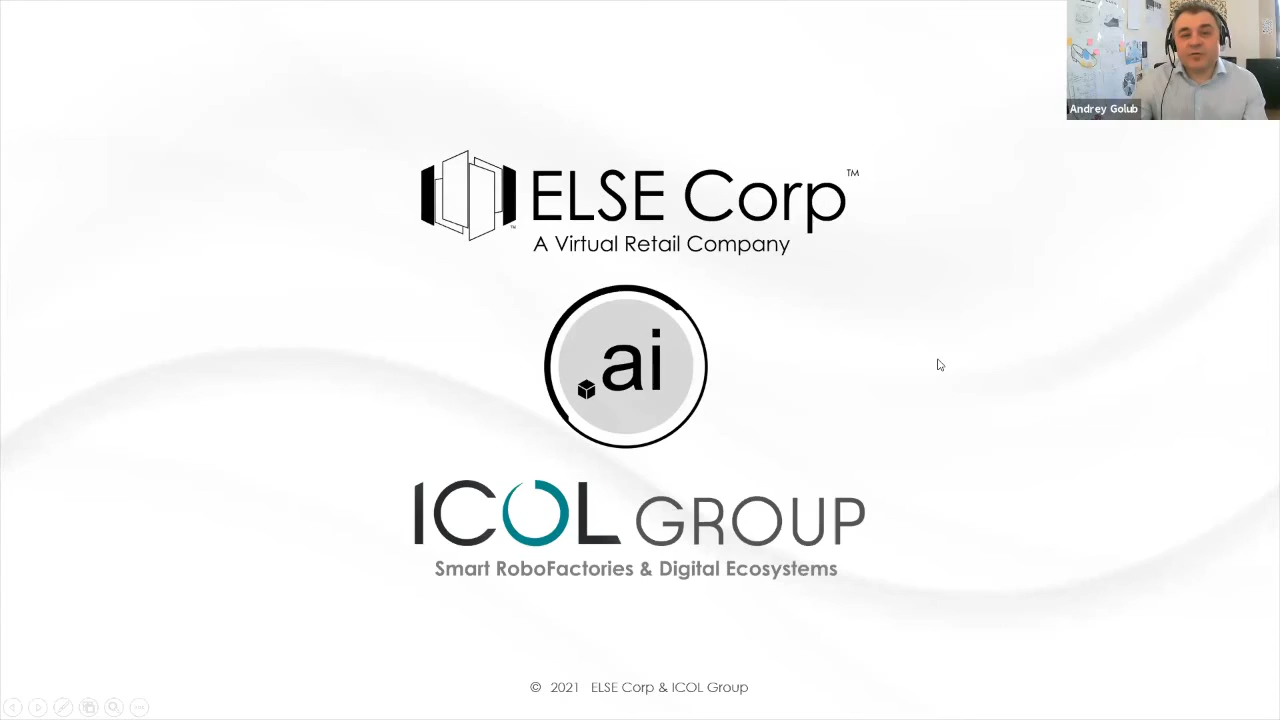 Andrey Golub
ELSE Corp™
™
A Virtual Retail Company
.ai
ICOL GROUP
Smart RoboFactories & Digital Ecosystems
© 2021 ELSE Corp & ICOL Group